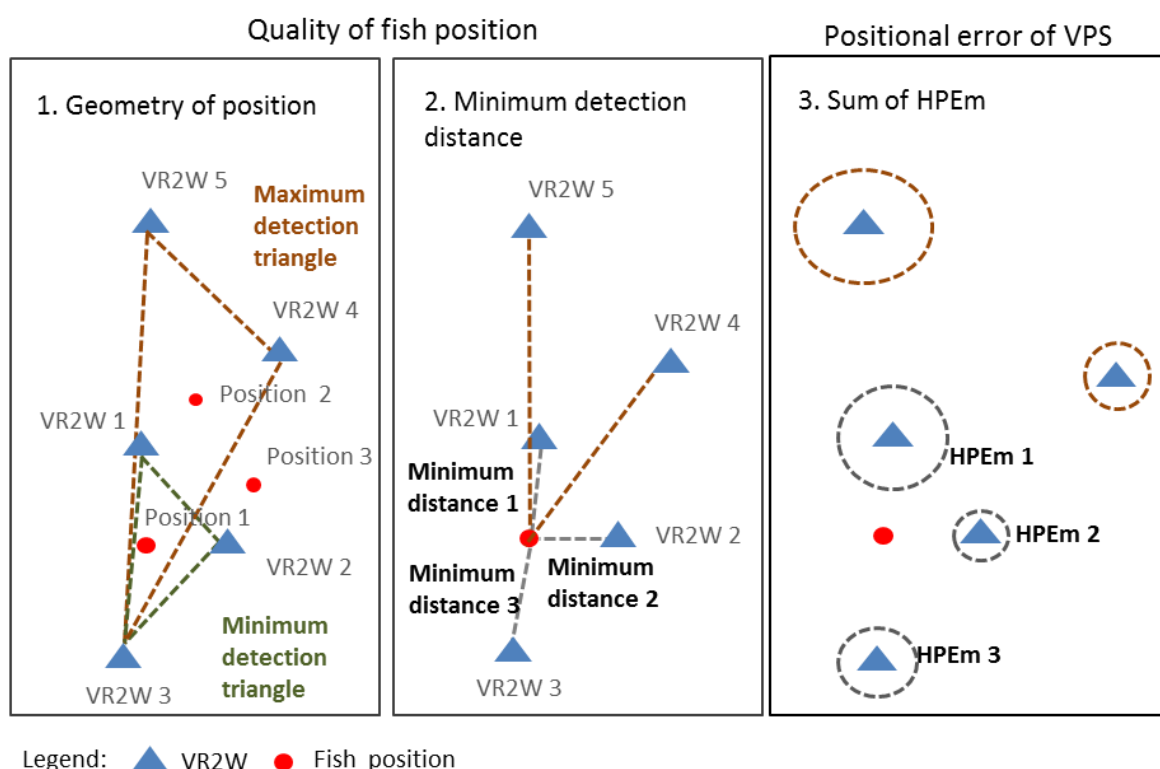 Quality of fish position
Positional error of VPS
1. Geometry of position
VR2W 5
Maximum
detection
triangle
VR2W 4
Position 2
VR2W 1
Position 3
Position 1
VR2W 2
Minimum
detection
triangle
VR2W 3
2. Minimum detection
distance
VR2W 5
VR2W 4
VR2W 1
Minimum
distance 1
VR2W 2
Minimum
distance 3
Minimum
distance 2
VR2W 3
3. Sum of HPEm
HPEm 1
HPEm 2
HPEm 3
Legend: VR2W Fish position